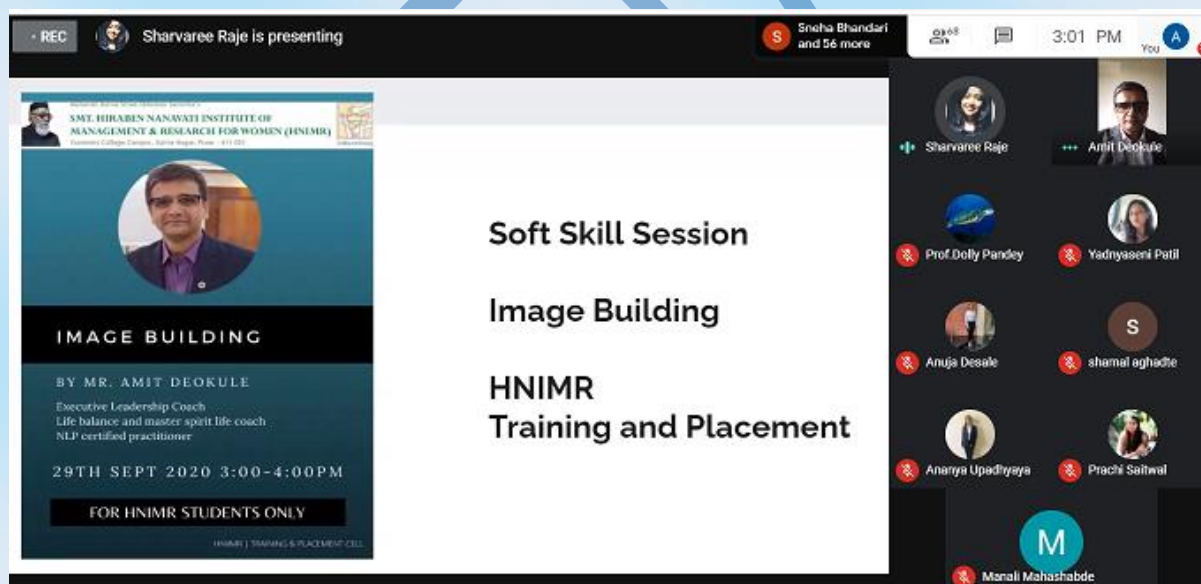 REC
Sharvaree Raje is presenting
S
Sneha Bhandari
and 56 more
68
3:01 PM
You
A
SMT. HIRABEN NANAVATI INSTITUTE OF
MANAGEMENT & RESEARCH FOR WOMEN (HNIMR)
IMAGE BUILDING
BY MR. AMIT DEOKULE
Executive Leadership Coach
Life balance and master spirit life coach
NLP certified practitioner
29TH SEPT 2020 3:00-4:00PM
FOR HNIMR STUDENTS ONLY
HNIMR | TRAINING & PLACEMENT CELL
Soft Skill Session
Image Building
HNIMR
Training and Placement
Sharvaree Raje
Amit Deokule
Prof.Dolly Pandey
Yadnyaseni Patil
Anuja Desale
S
shamal aghadte
Ananya Upadhyaya
Prachi Saitwal
M
Manali Mahashabde